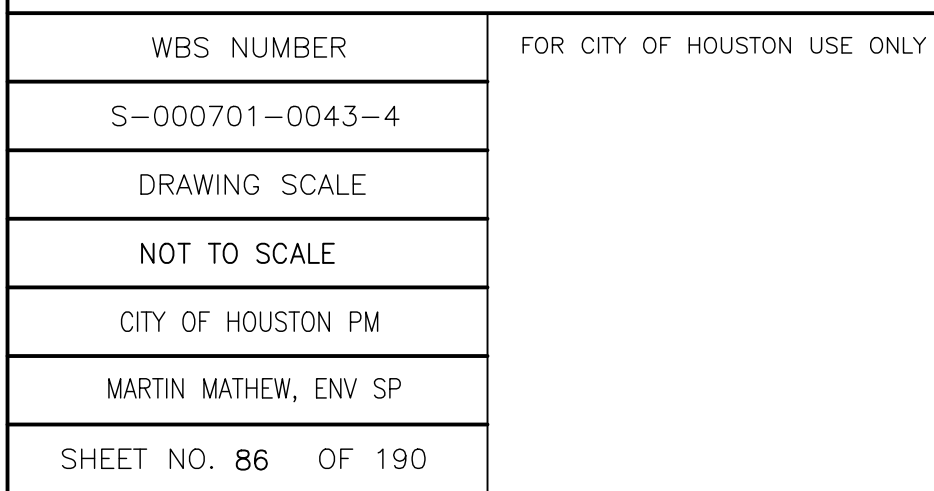 WBS NUMBER
FOR CITY OF HOUSTON USE ONLY
S-000701-0043-4
DRAWING SCALE
NOT TO SCALE
CITY OF HOUSTON PM
MARTIN MATHEW, ENV SP
SHEET NO. 86 OF 190